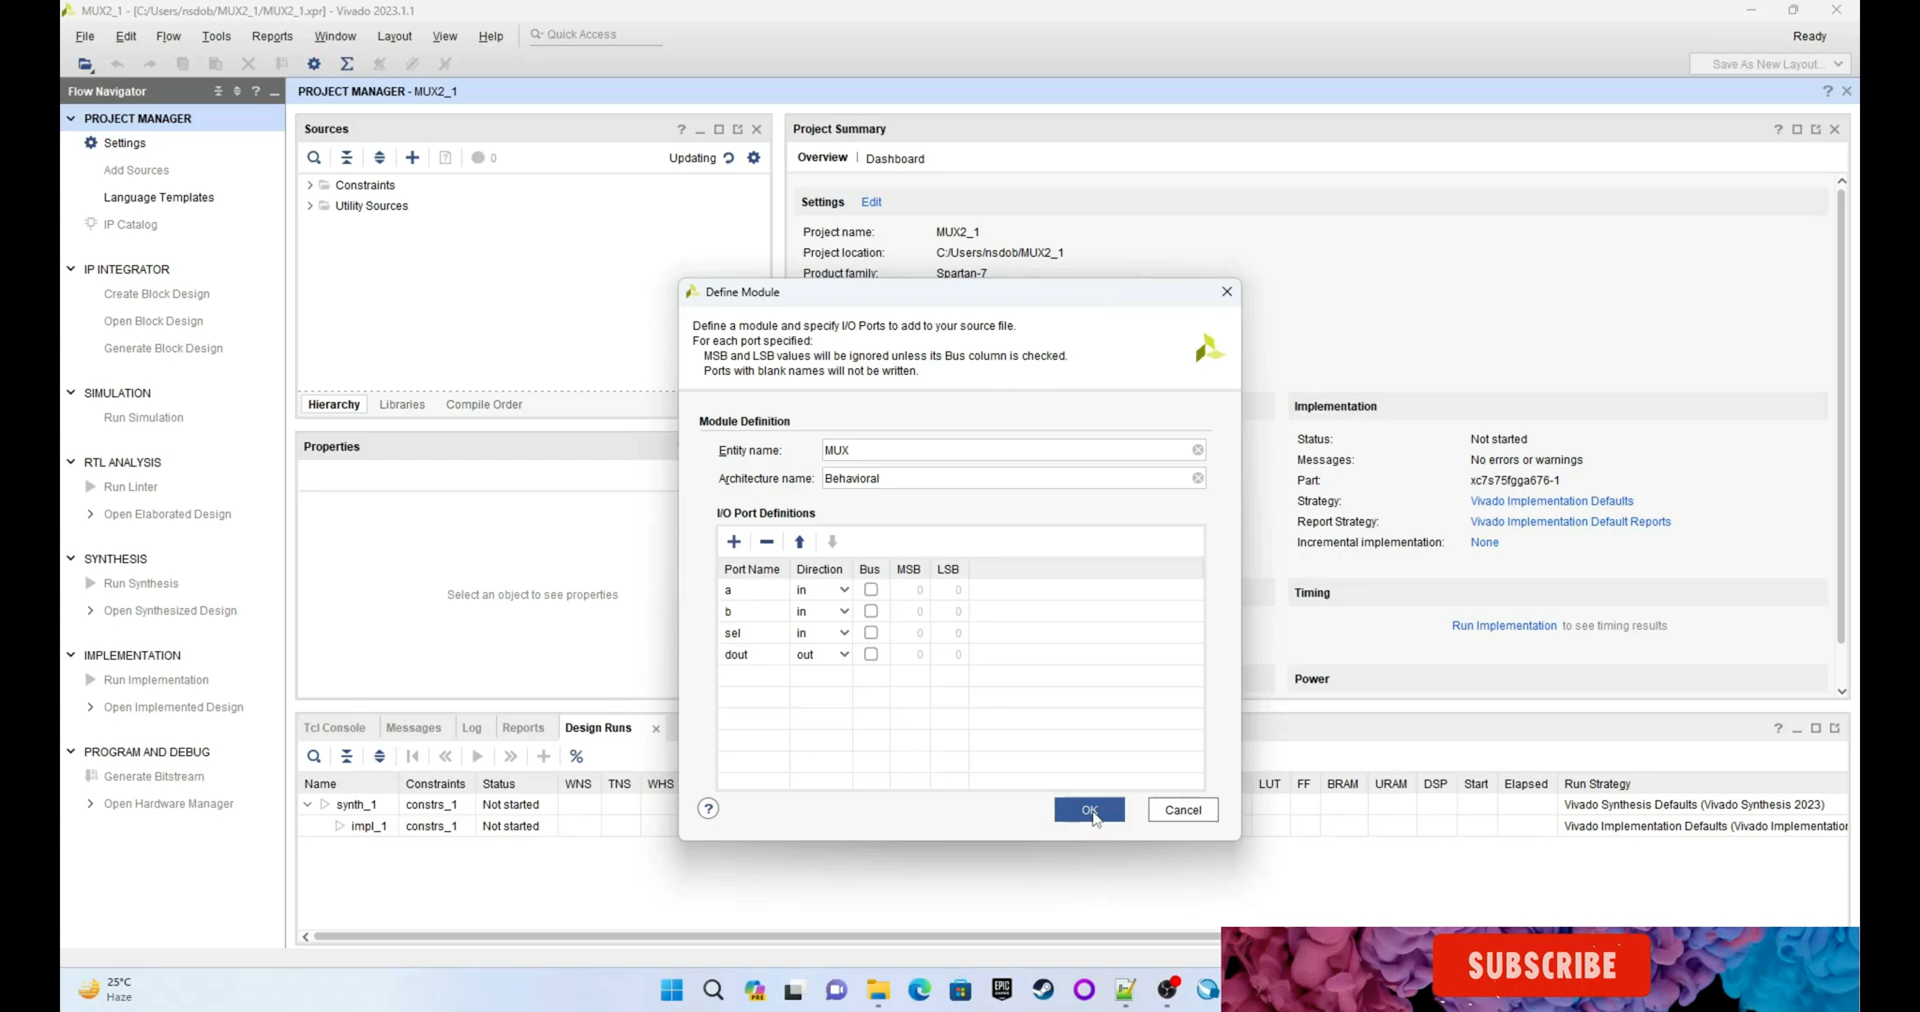 MUX2_1 - [C:/Users/nsdob/MUX2_1/MUX2_1.xpr] - Vivado 2023.1.1
File Edit Flow Tools Reports Window Layout View Help Quick Access
Ready
Save As New Layout...
Flow Navigator
PROJECT MANAGER
Settings
Add Sources
Language Templates
IP Catalog
IP INTEGRATOR
Create Block Design
Open Block Design
Generate Block Design
SIMULATION
Run Simulation
RTL ANALYSIS
Run Linter
Open Elaborated Design
SYNTHESIS
Run Synthesis
Open Synthesized Design
IMPLEMENTATION
Run Implementation
Open Implemented Design
PROGRAM AND DEBUG
Generate Bitstream
Open Hardware Manager
PROJECT MANAGER - MUX2_1
Sources
0
Updating
Constraints
Utility Sources
Hierarchy Libraries Compile Order
Properties
Select an object to see properties
Project Summary
Overview | Dashboard
Settings Edit
Project name: MUX2_1
Project location: C:/Users/nsdob/MUX2_1
Product family: Spartan-7
Define Module
Define a module and specify I/O Ports to add to your source file.
For each port specified:
MSB and LSB values will be ignored unless its Bus column is checked.
Ports with blank names will not be written.
Module Definition
Entity name: MUX
Architecture name: Behavioral
I/O Port Definitions
Port Name Direction Bus MSB LSB
a in 0 0
b in 0 0
sel in 0 0
dout out 0 0
OK Cancel
Implementation
Status: Not started
Messages: No errors or warnings
Part: xc7s75fgga676-1
Strategy: Vivado Implementation Defaults
Report Strategy: Vivado Implementation Default Reports
Incremental implementation: None
Timing
Run Implementation to see timing results
Power
Tcl Console Messages Log Reports Design Runs
Name Constraints Status WNS TNS WHS LUT FF BRAM URAM DSP Start Elapsed Run Strategy
synth_1 constrs_1 Not started Vivado Synthesis Defaults (Vivado Synthesis 2023)
impl_1 constrs_1 Not started Vivado Implementation Defaults (Vivado Implementation
25°C
Haze
PRE
EPIC
GAMES
SUBSCRIBE